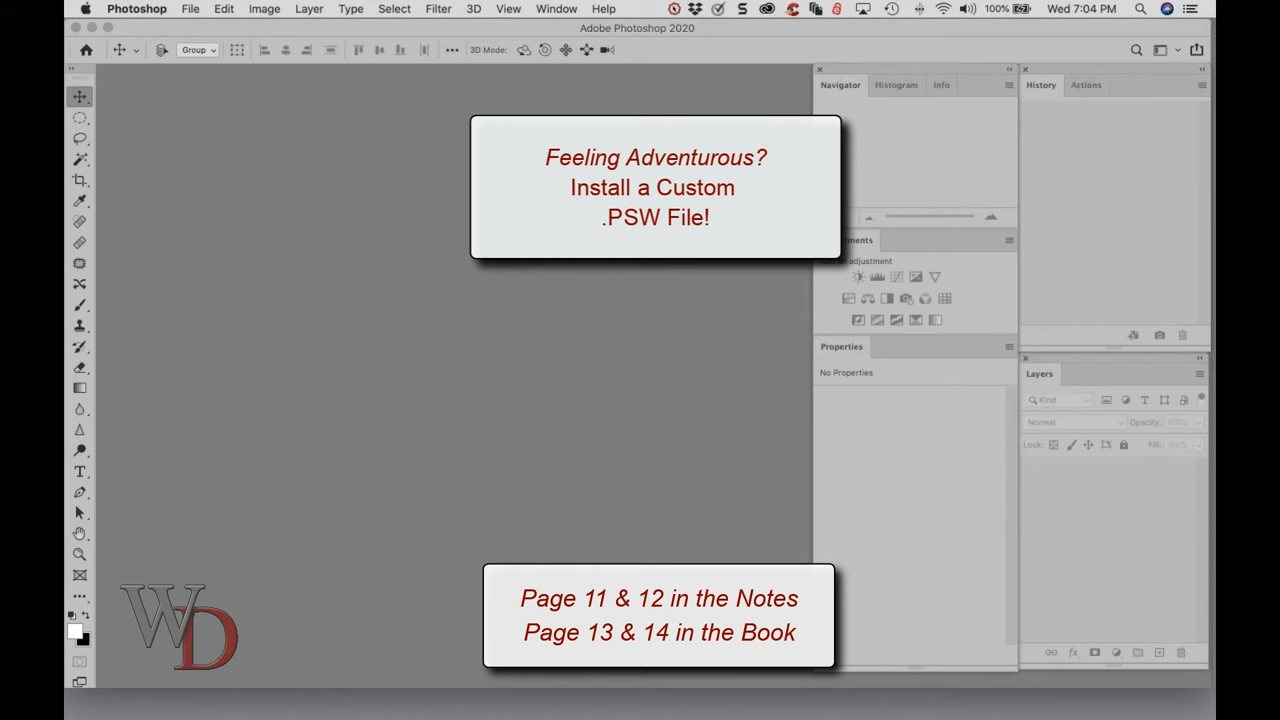 Photoshop File Edit Image Layer Type Select Filter 3D View Window Help 100% Wed 7:04 PM
Adobe Photoshop 2020
Group 3D Mode:
Navigator Histogram Info
History Actions
Feeling Adventurous?
Install a Custom
.PSW File!
ments
adjustment
Properties
No Properties
Layers
Kind
Normal Opacity: 100%
Lock: Fill: 100%
Page 11 & 12 in the Notes
Page 13 & 14 in the Book
WD